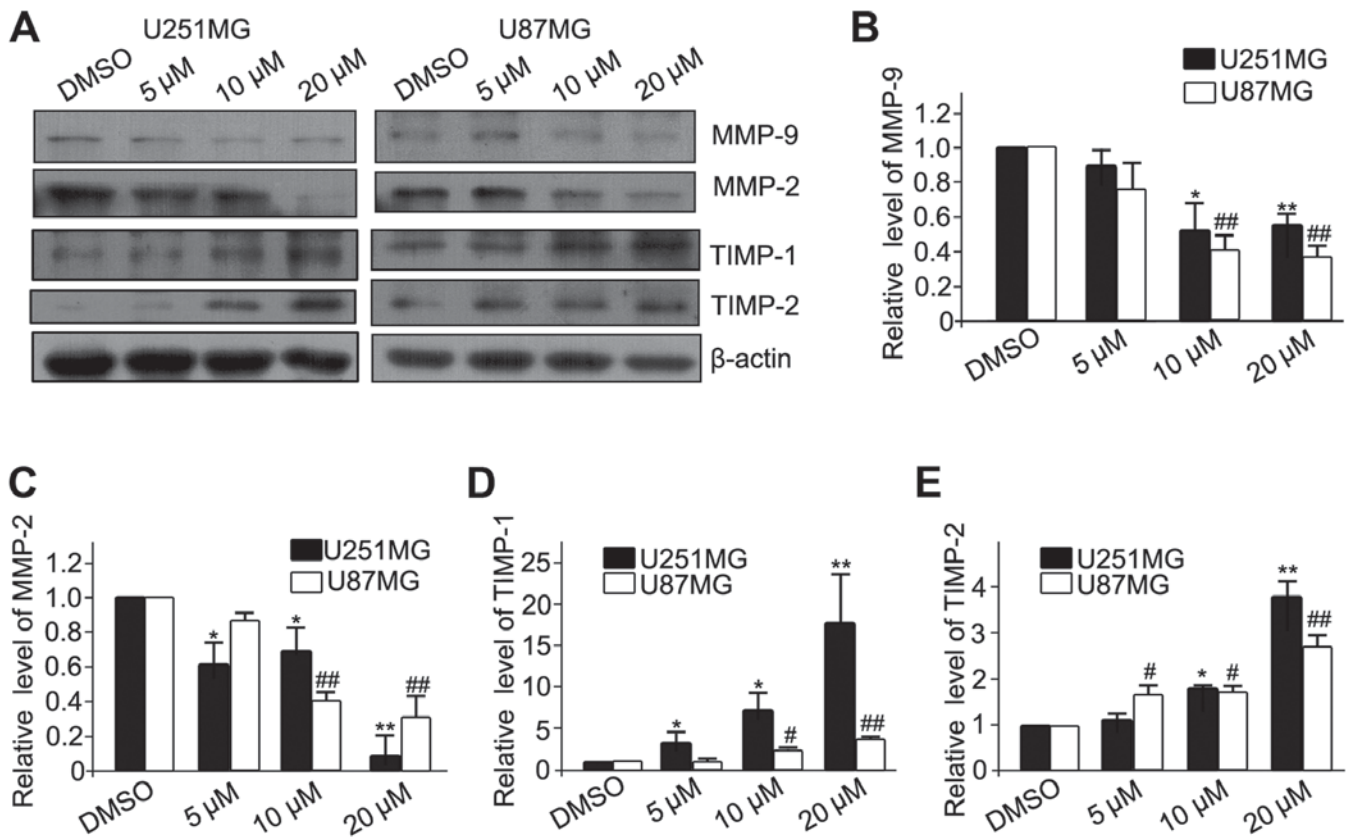 A
U251MG
U87MG
DMSO 5 µM 10 µM 20 µM
DMSO 5 µM 10 µM 20 µM
MMP-9
MMP-2
TIMP-1
TIMP-2
β-actin
B
U251MG
U87MG
Relative level of MMP-9
1.2
1.0
0.8
0.6
0.4
0.2
0
* ## ** ##
DMSO 5 µM 10 µM 20 µM
C
U251MG
U87MG
Relative level of MMP-2
1.2
1.0
0.8
0.6
0.4
0.2
0
* * ## ** ##
DMSO 5 µM 10 µM 20 µM
D
U251MG
U87MG
Relative level of TIMP-1
25
20
15
10
5
0
* * # ** ##
DMSO 5 µM 10 µM 20 µM
E
U251MG
U87MG
Relative level of TIMP-2
4
2
1
0
# * # ** ##
DMSO 5 µM 10 µM 20 µM